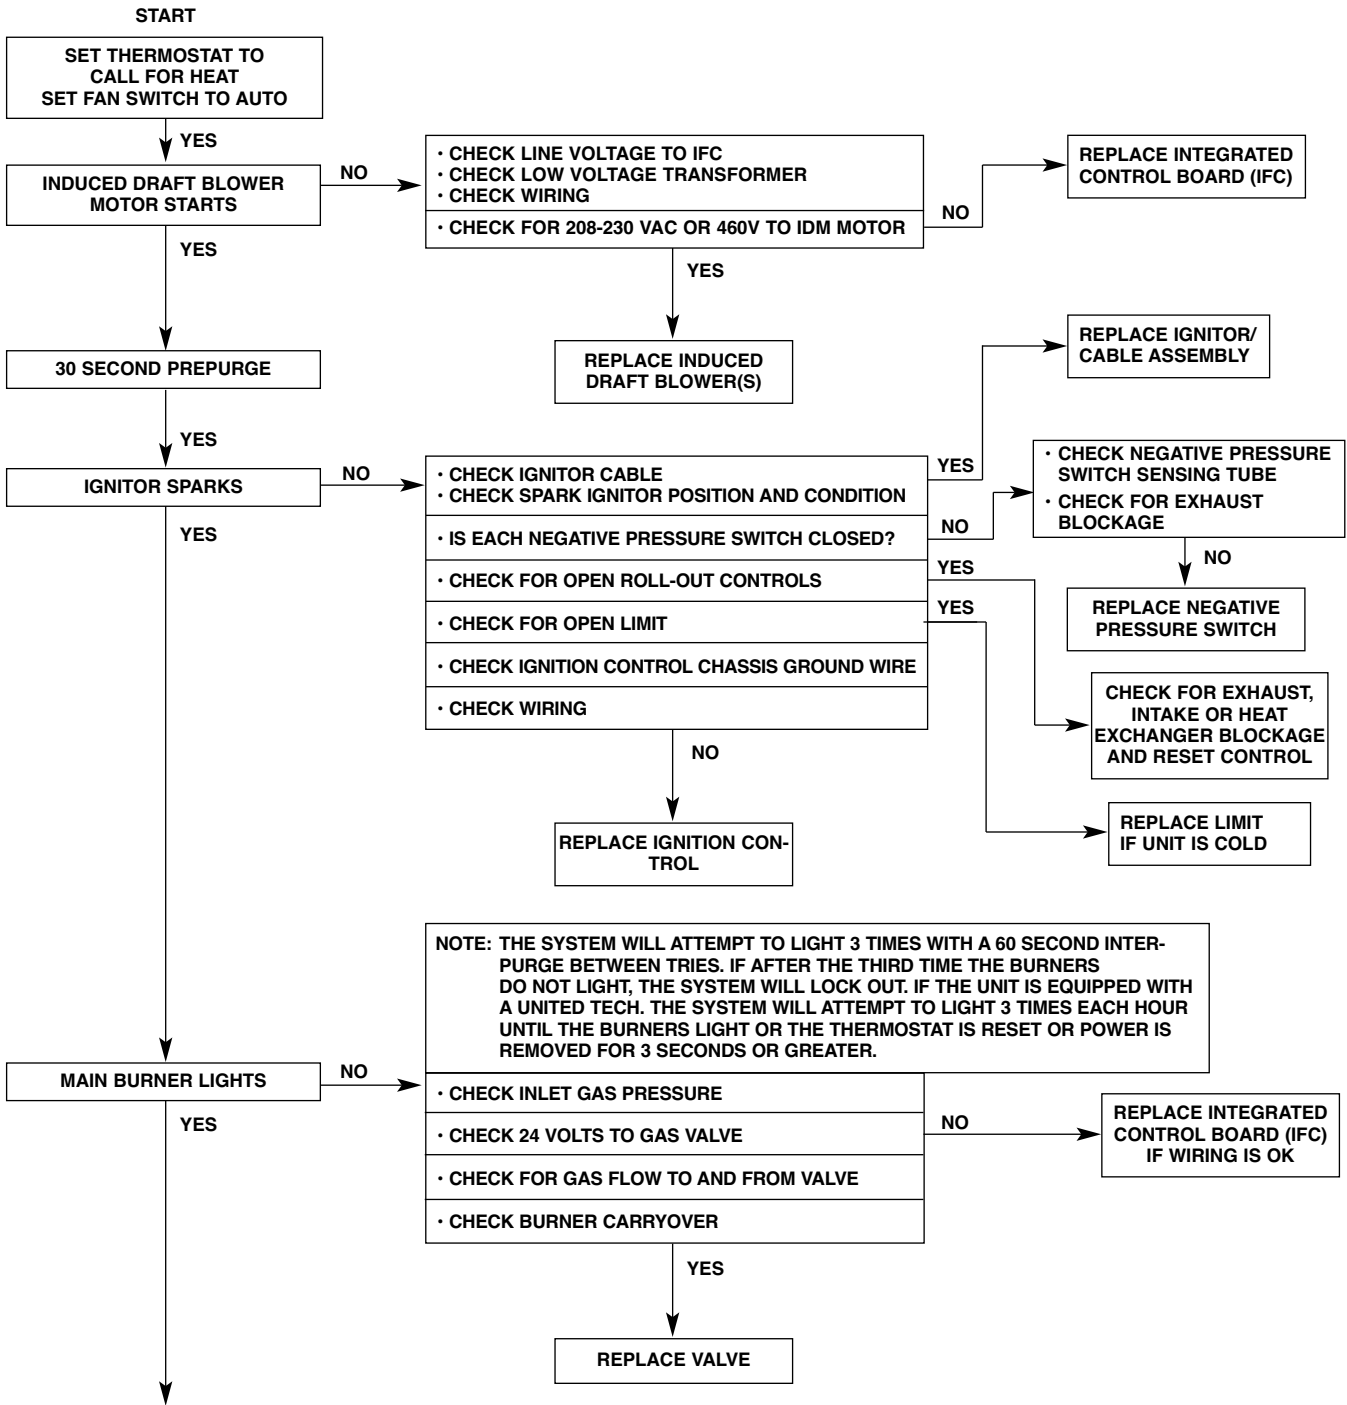 START
SET THERMOSTAT TO
CALL FOR HEAT
SET FAN SWITCH TO AUTO
YES
INDUCED DRAFT BLOWER
MOTOR STARTS
NO
· CHECK LINE VOLTAGE TO IFC
· CHECK LOW VOLTAGE TRANSFORMER
· CHECK WIRING
· CHECK FOR 208-230 VAC OR 460V TO IDM MOTOR
NO
REPLACE INTEGRATED
CONTROL BOARD (IFC)
YES
YES
REPLACE INDUCED
DRAFT BLOWER(S)
30 SECOND PREPURGE
YES
IGNITOR SPARKS
NO
· CHECK IGNITOR CABLE
· CHECK SPARK IGNITOR POSITION AND CONDITION
YES
REPLACE IGNITOR/
CABLE ASSEMBLY
· IS EACH NEGATIVE PRESSURE SWITCH CLOSED?
NO
· CHECK NEGATIVE PRESSURE
SWITCH SENSING TUBE
· CHECK FOR EXHAUST
BLOCKAGE
NO
REPLACE NEGATIVE
PRESSURE SWITCH
· CHECK FOR OPEN ROLL-OUT CONTROLS
YES
CHECK FOR EXHAUST,
INTAKE OR HEAT
EXCHANGER BLOCKAGE
AND RESET CONTROL
· CHECK FOR OPEN LIMIT
YES
REPLACE LIMIT
IF UNIT IS COLD
· CHECK IGNITION CONTROL CHASSIS GROUND WIRE
· CHECK WIRING
NO
REPLACE IGNITION CON-
TROL
YES
NOTE: THE SYSTEM WILL ATTEMPT TO LIGHT 3 TIMES WITH A 60 SECOND INTER-
PURGE BETWEEN TRIES. IF AFTER THE THIRD TIME THE BURNERS
DO NOT LIGHT, THE SYSTEM WILL LOCK OUT. IF THE UNIT IS EQUIPPED WITH
A UNITED TECH. THE SYSTEM WILL ATTEMPT TO LIGHT 3 TIMES EACH HOUR
UNTIL THE BURNERS LIGHT OR THE THERMOSTAT IS RESET OR POWER IS
REMOVED FOR 3 SECONDS OR GREATER.
MAIN BURNER LIGHTS
NO
· CHECK INLET GAS PRESSURE
· CHECK 24 VOLTS TO GAS VALVE
NO
REPLACE INTEGRATED
CONTROL BOARD (IFC)
IF WIRING IS OK
· CHECK FOR GAS FLOW TO AND FROM VALVE
· CHECK BURNER CARRYOVER
YES
REPLACE VALVE
YES